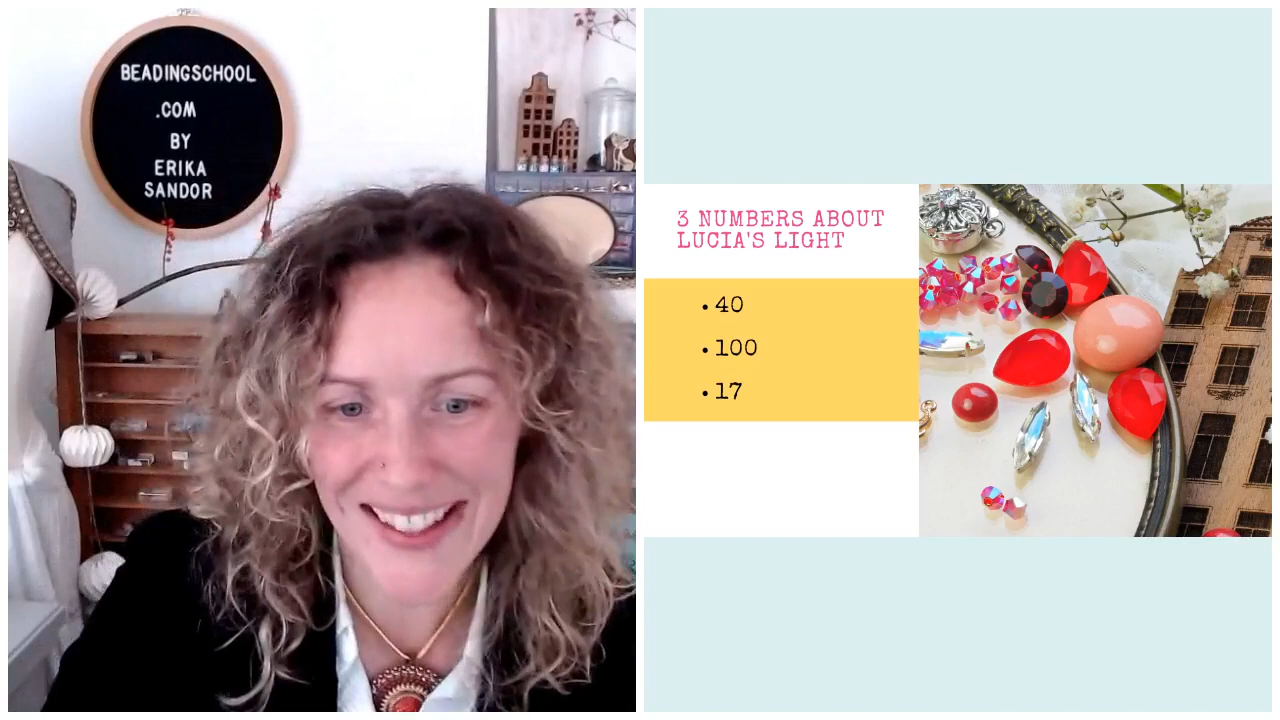 BEADINGSCHOOL
.COM
BY
ERIKA
SANDOR
3 NUMBERS ABOUT
LUCIA'S LIGHT
• 40
• 100
• 17